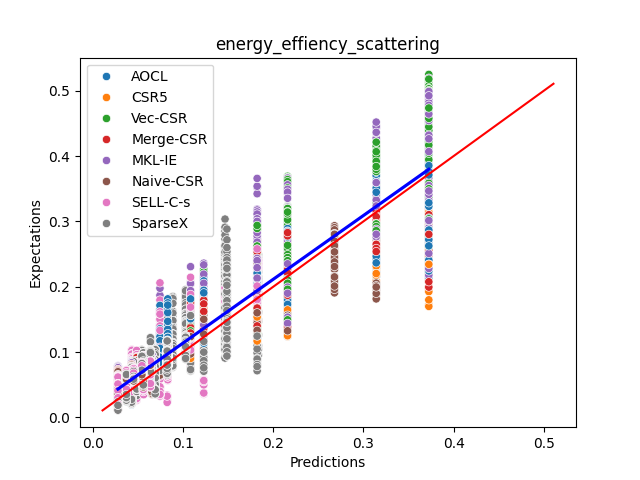 energy_effiency_scattering
AOCL
CSR5
Vec-CSR
Merge-CSR
MKL-IE
Naive-CSR
SELL-C-s
SparseX
Expectations
0.5
0.4
0.3
0.2
0.1
0.0
0.0 0.1 0.2 0.3 0.4 0.5
Predictions